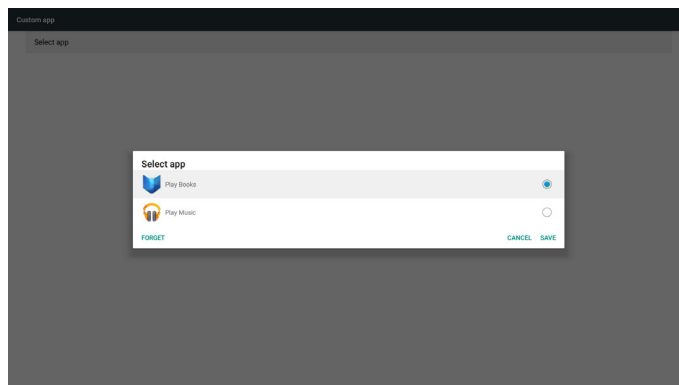 Custom app
Select app
Select app
Play Books
Play Music
FORGET CANCEL SAVE